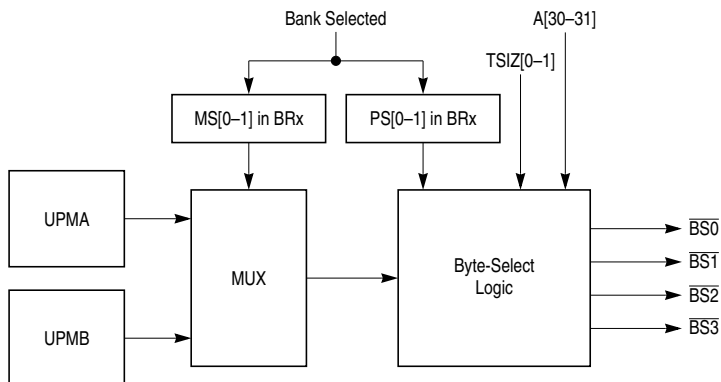 Bank Selected
A[30–31]
TSIZ[0–1]
MS[0–1] in BRx
PS[0–1] in BRx
UPMA
MUX
Byte-Select
Logic
UPMB
BS0
BS1
BS2
BS3